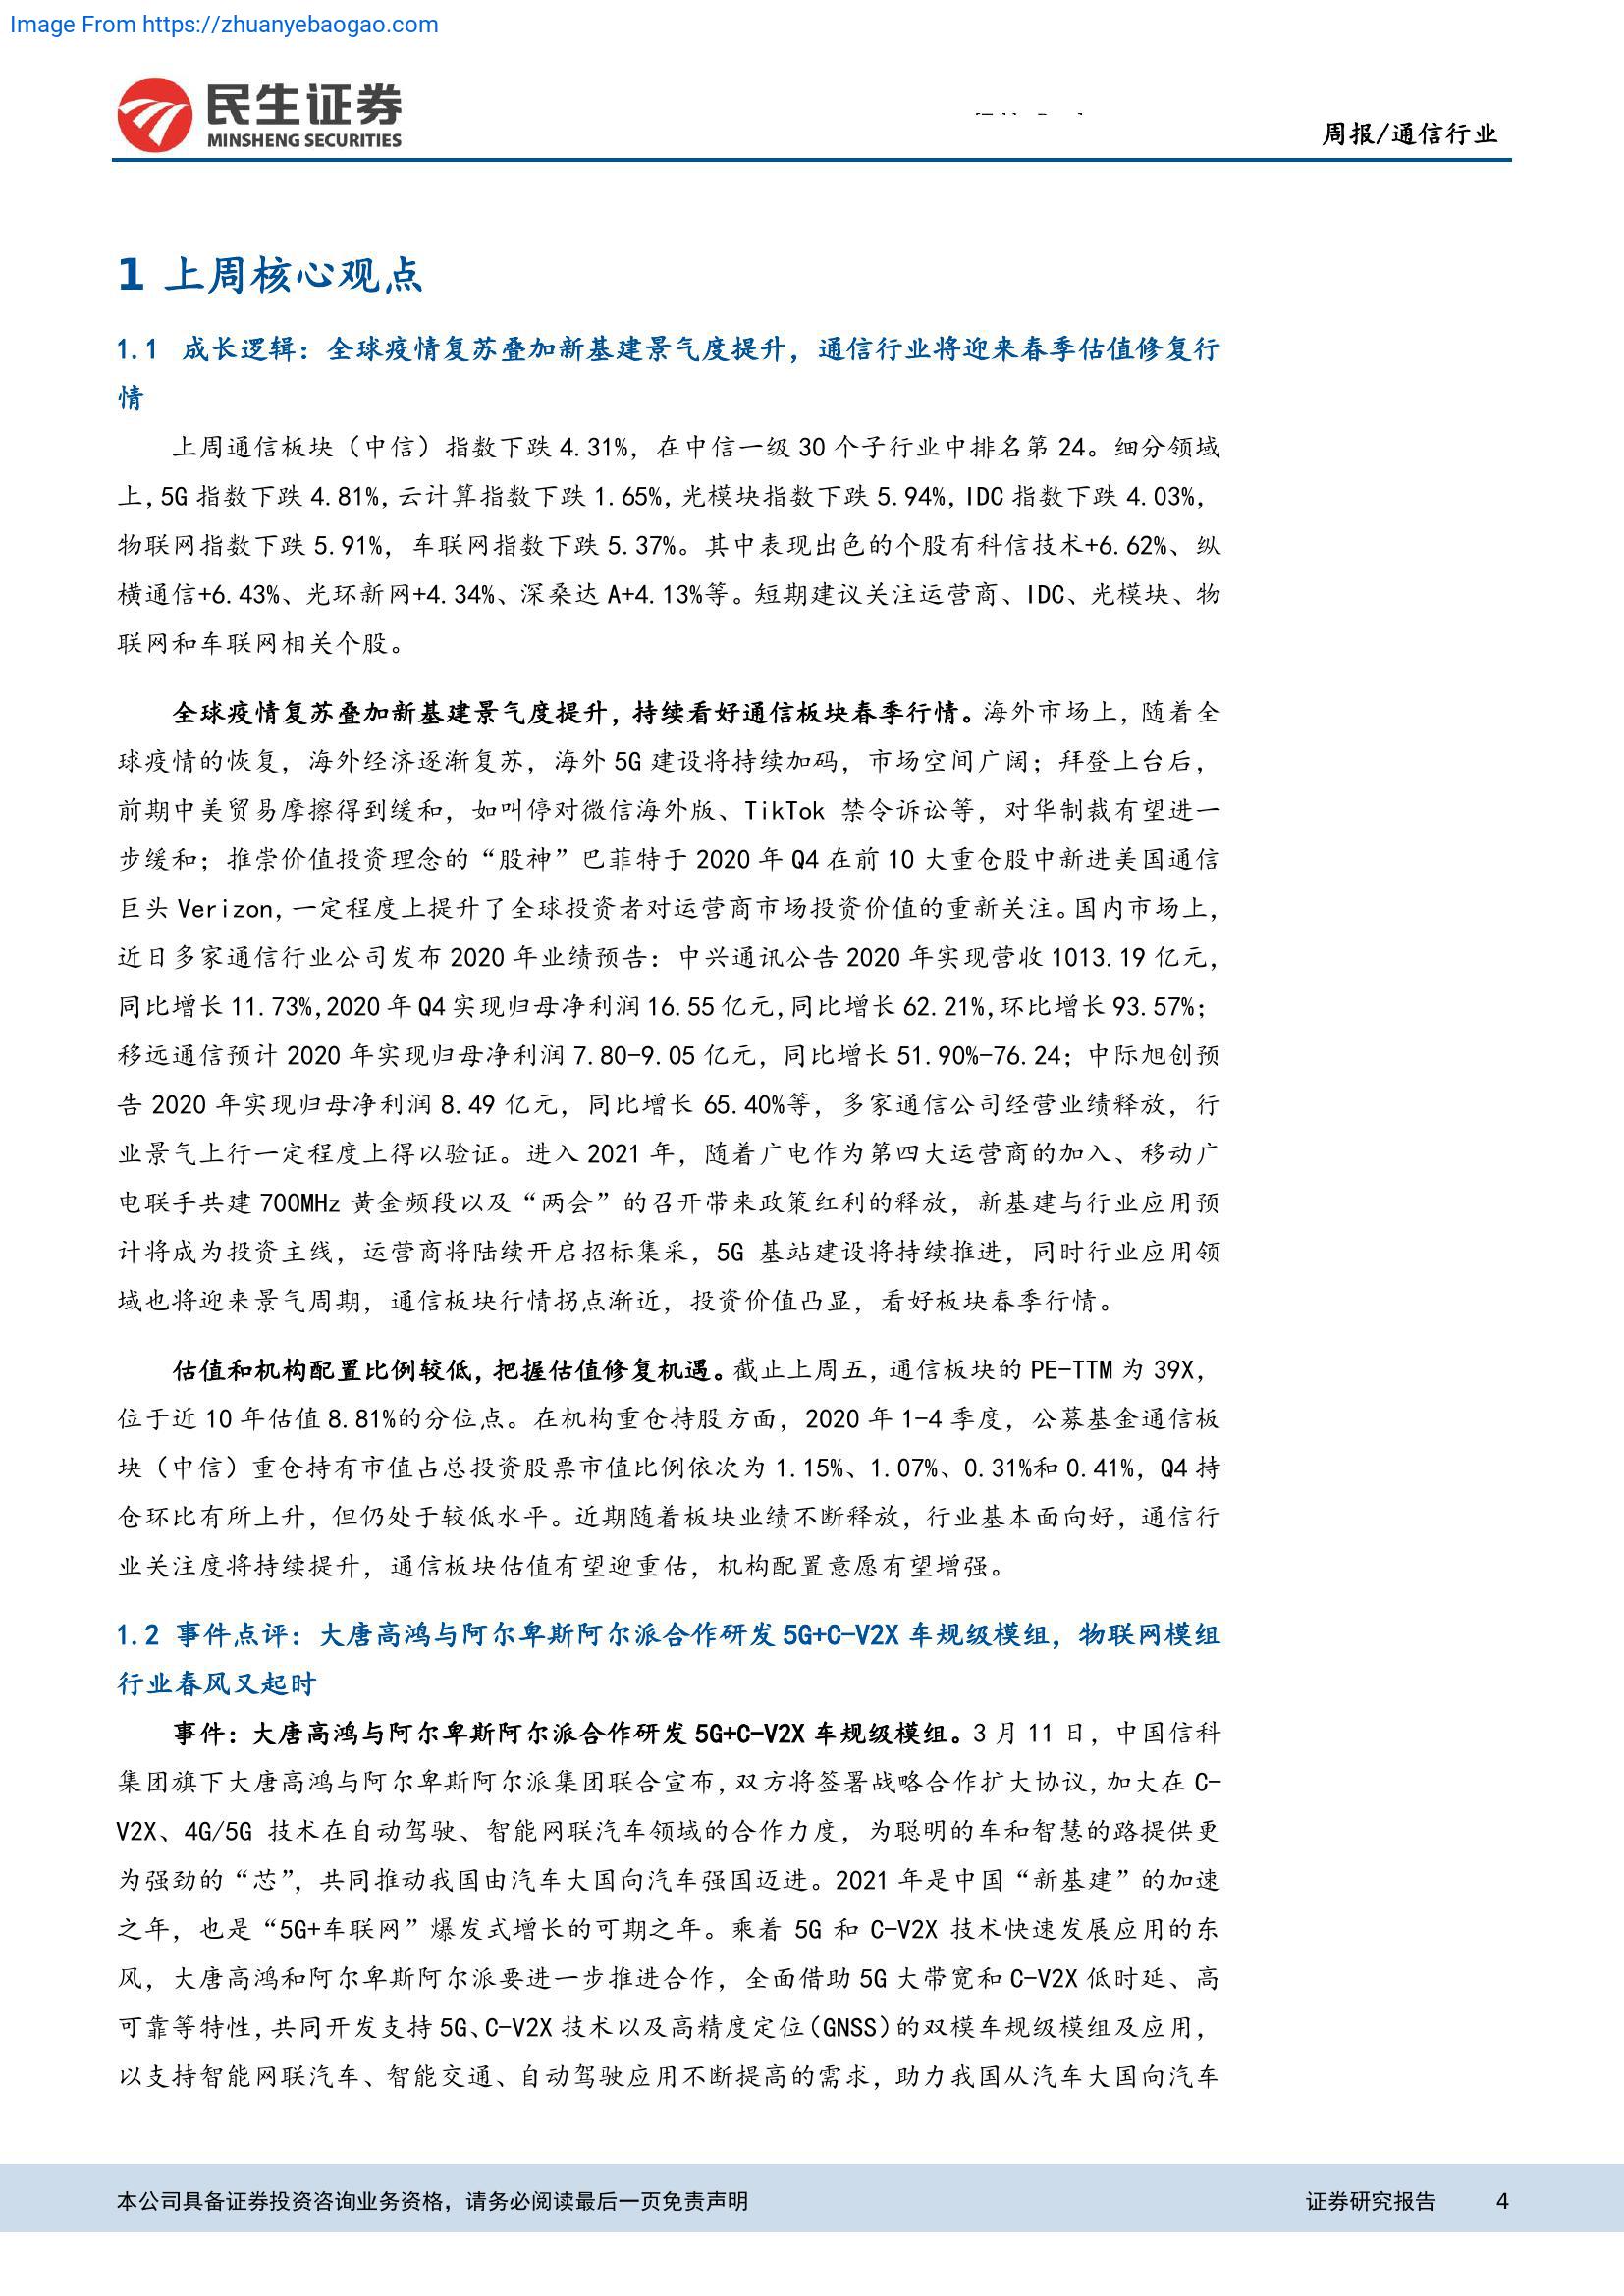 Image From https://zhuanyebaogao.com
民生证券
MINSHENG SECURITIES
周报/通信行业
1 上周核心观点
1.1 成长逻辑：全球疫情复苏叠加新基建景气度提升，通信行业将迎来春季估值修复行
情
上周通信板块（中信）指数下跌 4.31%，在中信一级 30 个子行业中排名第 24。细分领域
上,5G 指数下跌 4.81%,云计算指数下跌 1.65%,光模块指数下跌 5.94%,IDC 指数下跌 4.03%，
物联网指数下跌 5.91%，车联网指数下跌 5.37%。其中表现出色的个股有科信技术+6.62%、纵
横通信+6.43%、光环新网+4.34%、深桑达 A+4.13%等。短期建议关注运营商、IDC、光模块、物
联网和车联网相关个股。
全球疫情复苏叠加新基建景气度提升，持续看好通信板块春季行情。海外市场上，随着全
球疫情的恢复，海外经济逐渐复苏，海外 5G 建设将持续加码，市场空间广阔；拜登上台后，
前期中美贸易摩擦得到缓和，如叫停对微信海外版、TikTok 禁令诉讼等，对华制裁有望进一
步缓和；推崇价值投资理念的“股神”巴菲特于 2020 年 Q4 在前 10 大重仓股中新进美国通信
巨头 Verizon,一定程度上提升了全球投资者对运营商市场投资价值的重新关注。国内市场上，
近日多家通信行业公司发布 2020 年业绩预告：中兴通讯公告 2020 年实现营收 1013.19 亿元，
同比增长 11.73%,2020 年 Q4 实现归母净利润 16.55 亿元,同比增长 62.21%,环比增长 93.57%；
移远通信预计 2020 年实现归母净利润 7.80-9.05 亿元，同比增长 51.90%-76.24；中际旭创预
告 2020 年实现归母净利润 8.49 亿元，同比增长 65.40%等，多家通信公司经营业绩释放，行
业景气上行一定程度上得以验证。进入 2021 年，随着广电作为第四大运营商的加入、移动广
电联手共建 700MHz 黄金频段以及“两会”的召开带来政策红利的释放，新基建与行业应用预
计将成为投资主线，运营商将陆续开启招标集采，5G 基站建设将持续推进，同时行业应用领
域也将迎来景气周期，通信板块行情拐点渐近，投资价值凸显，看好板块春季行情。
估值和机构配置比例较低，把握估值修复机遇。截止上周五，通信板块的 PE-TTM 为 39X，
位于近 10 年估值 8.81%的分位点。在机构重仓持股方面，2020 年 1-4 季度，公募基金通信板
块（中信）重仓持有市值占总投资股票市值比例依次为 1.15%、1.07%、0.31%和 0.41%，Q4 持
仓环比有所上升，但仍处于较低水平。近期随着板块业绩不断释放，行业基本面向好，通信行
业关注度将持续提升，通信板块估值有望迎重估，机构配置意愿有望增强。
1.2 事件点评：大唐高鸿与阿尔卑斯阿尔派合作研发 5G+C-V2X 车规级模组，物联网模组
行业春风又起时
事件：大唐高鸿与阿尔卑斯阿尔派合作研发 5G+C-V2X 车规级模组。3 月 11 日，中国信科
集团旗下大唐高鸿与阿尔卑斯阿尔派集团联合宣布,双方将签署战略合作扩大协议,加大在 C-
V2X、4G/5G 技术在自动驾驶、智能网联汽车领域的合作力度，为聪明的车和智慧的路提供更
为强劲的“芯”，共同推动我国由汽车大国向汽车强国迈进。2021 年是中国“新基建”的加速
之年，也是“5G+车联网”爆发式增长的可期之年。乘着 5G 和 C-V2X 技术快速发展应用的东
风，大唐高鸿和阿尔卑斯阿尔派要进一步推进合作，全面借助 5G 大带宽和 C-V2X 低时延、高
可靠等特性,共同开发支持 5G、C-V2X 技术以及高精度定位（GNSS）的双模车规级模组及应用，
以支持智能网联汽车、智能交通、自动驾驶应用不断提高的需求，助力我国从汽车大国向汽车
本公司具备证券投资咨询业务资格，请务必阅读最后一页免责声明
证券研究报告 4